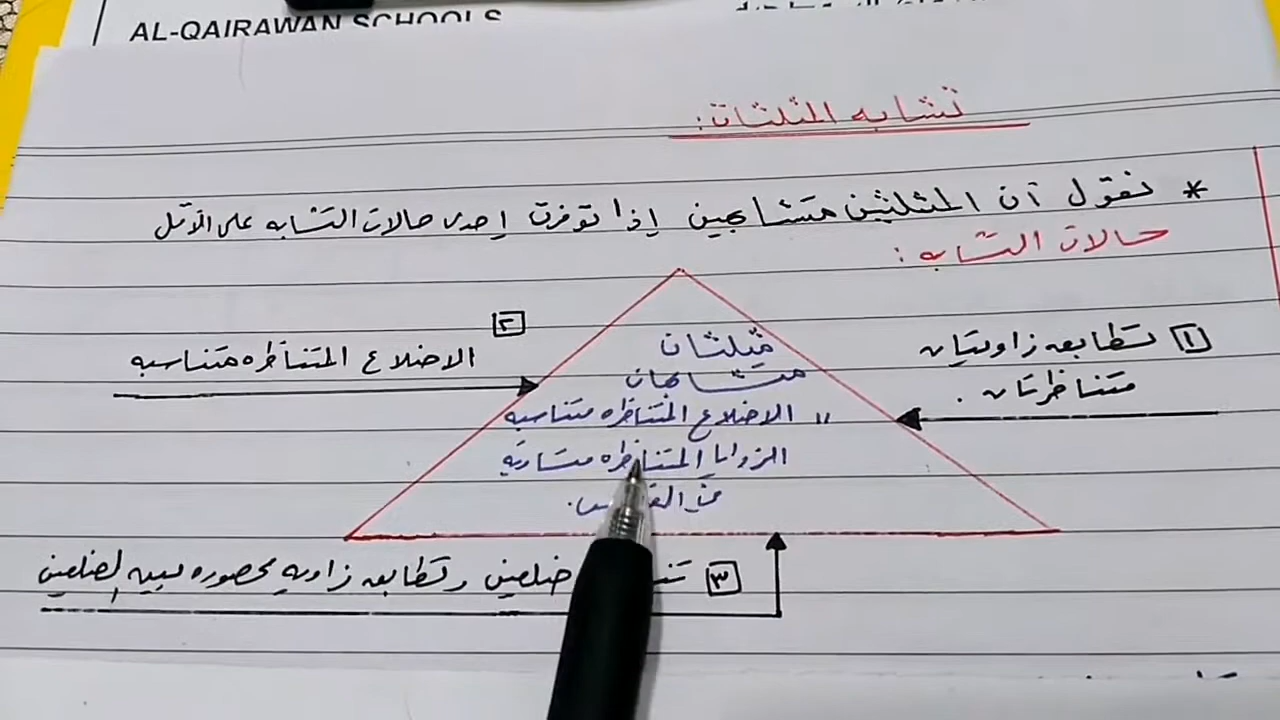 AL-QAIRAWAN SCHOOLS
تشابه المثلثات:
* نقول أن المثلثين متشابهين إذا توفرت إحدى حالات التشابه على الأقل
حالات التشابه:
١ تطابق زاويتان
متناظرتان.
٢
الاضلاع المتناظره متناسبه
مثلثان
متشابهان
" الاضلاع المتناظره متناسبه
الزوايا المتناظره متساويه
٣ ضلعين وتطابق زاويه محصوره بين الضلعين